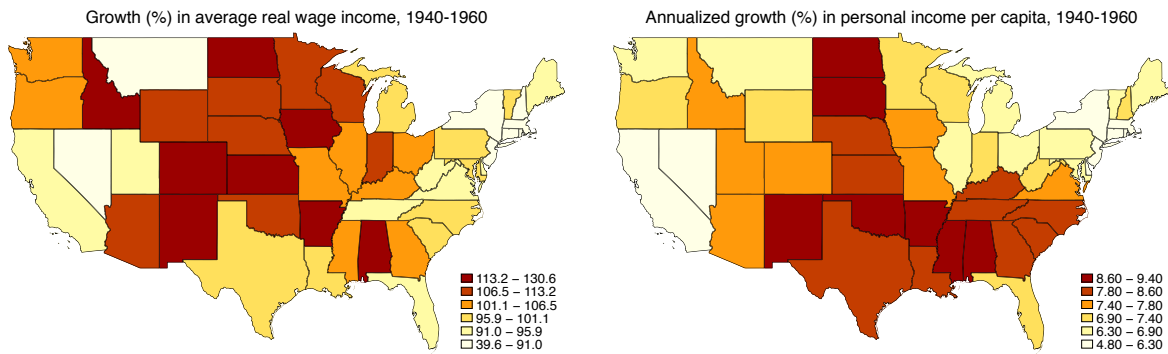 Growth (%) in average real wage income, 1940-1960
113.2 − 130.6
106.5 − 113.2
101.1 − 106.5
95.9 − 101.1
91.0 − 95.9
39.6 − 91.0
Annualized growth (%) in personal income per capita, 1940-1960
8.60 − 9.40
7.80 − 8.60
7.40 − 7.80
6.90 − 7.40
6.30 − 6.90
4.80 − 6.30